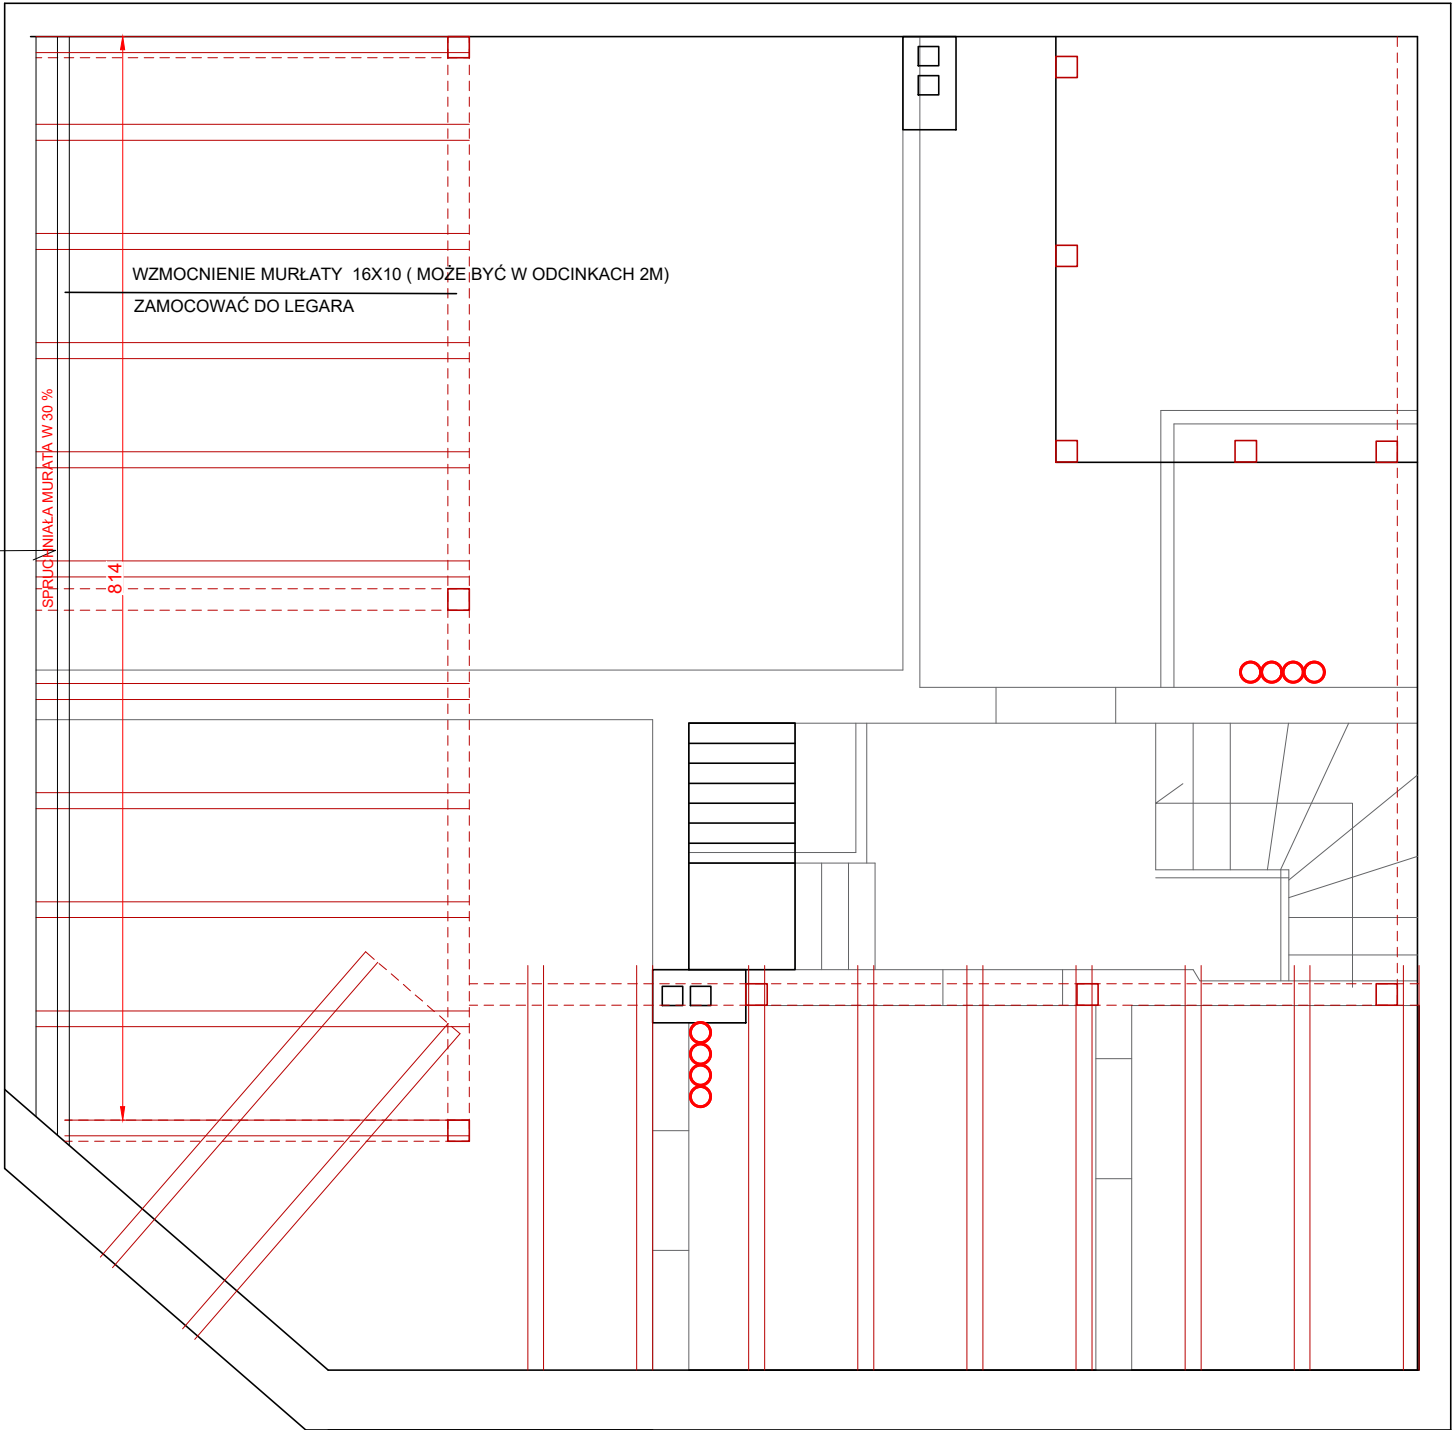 WZMOCNIENIE MURŁATY 16X10 ( MOŻE BYĆ W ODCINKACH 2M)
ZAMOCOWAĆ DO LEGARA
SPRUCHNIAŁA MURATA W 30 %
814